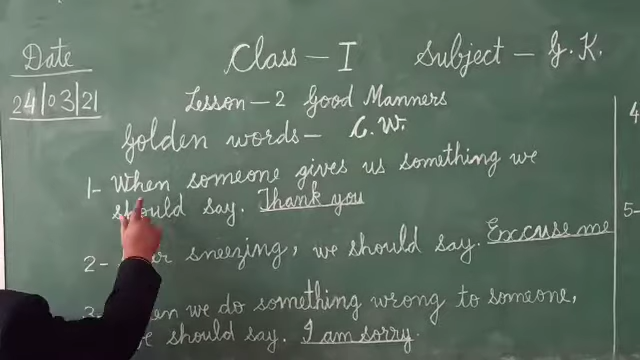 Date
24/03/21
Class - I
Subject - G.K.
Lesson - 2 Good Manners
Golden words - C.W.
1- When someone gives us something we
should say. Thank you
2- sneezing, we should say. Excuse me
3- we do something wrong to someone,
should say. I am sorry.
4
5-